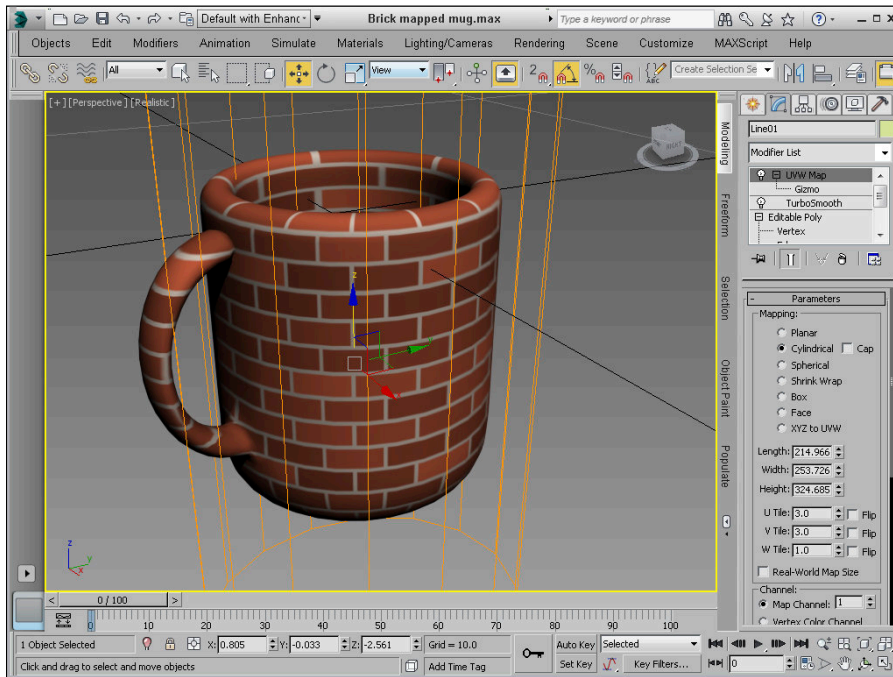 Default with Enhanc
Brick mapped mug.max
Type a keyword or phrase
Objects Edit Modifiers Animation Simulate Materials Lighting/Cameras Rendering Scene Customize MAXScript Help
All View 2 % ABC Create Selection Se
[+] [Perspective] [Realistic]
RIGHT
z
z y x
Modeling
Freeform
Selection
Object Paint
Populate
Line01
Modifier List
UVW Map
Gizmo
TurboSmooth
Editable Poly
Vertex
- Parameters
Mapping:
Planar
Cylindrical Cap
Spherical
Shrink Wrap
Box
Face
XYZ to UVW
Length: 214.966
Width: 253.726
Height: 324.685
U Tile: 3.0 Flip
V Tile: 3.0 Flip
W Tile: 1.0 Flip
Real-World Map Size
Channel:
Map Channel: 1
Vertex Color Channel
< 0 / 100 >
0 10 20 30 40 50 60 70 80 90 100
1 Object Selected X: 0.805 Y: -0.033 Z: -2.561 Grid = 10.0 Auto Key Selected
Click and drag to select and move objects Add Time Tag Set Key Key Filters... 0